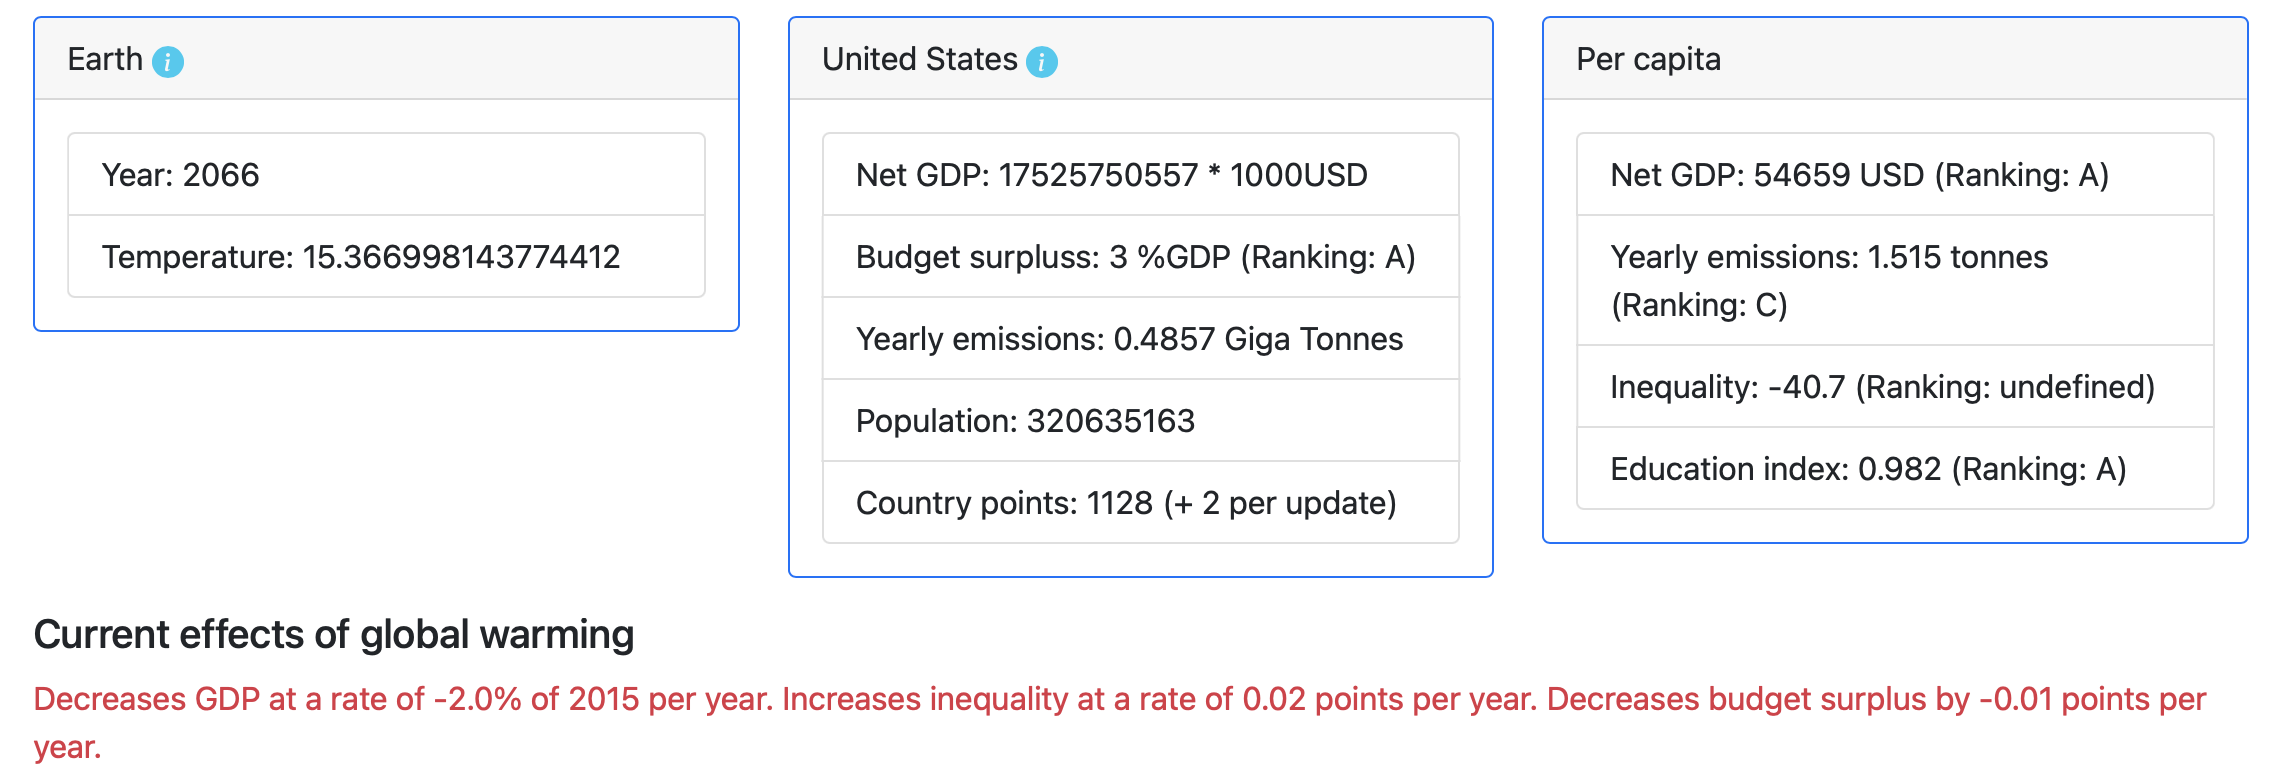 Earth i
Year: 2066
Temperature: 15.366998143774412
United States i
Net GDP: 17525750557 * 1000USD
Budget surpluss: 3 %GDP (Ranking: A)
Yearly emissions: 0.4857 Giga Tonnes
Population: 320635163
Country points: 1128 (+ 2 per update)
Per capita
Net GDP: 54659 USD (Ranking: A)
Yearly emissions: 1.515 tonnes
(Ranking: C)
Inequality: -40.7 (Ranking: undefined)
Education index: 0.982 (Ranking: A)
Current effects of global warming
Decreases GDP at a rate of -2.0% of 2015 per year. Increases inequality at a rate of 0.02 points per year. Decreases budget surplus by -0.01 points per
year.